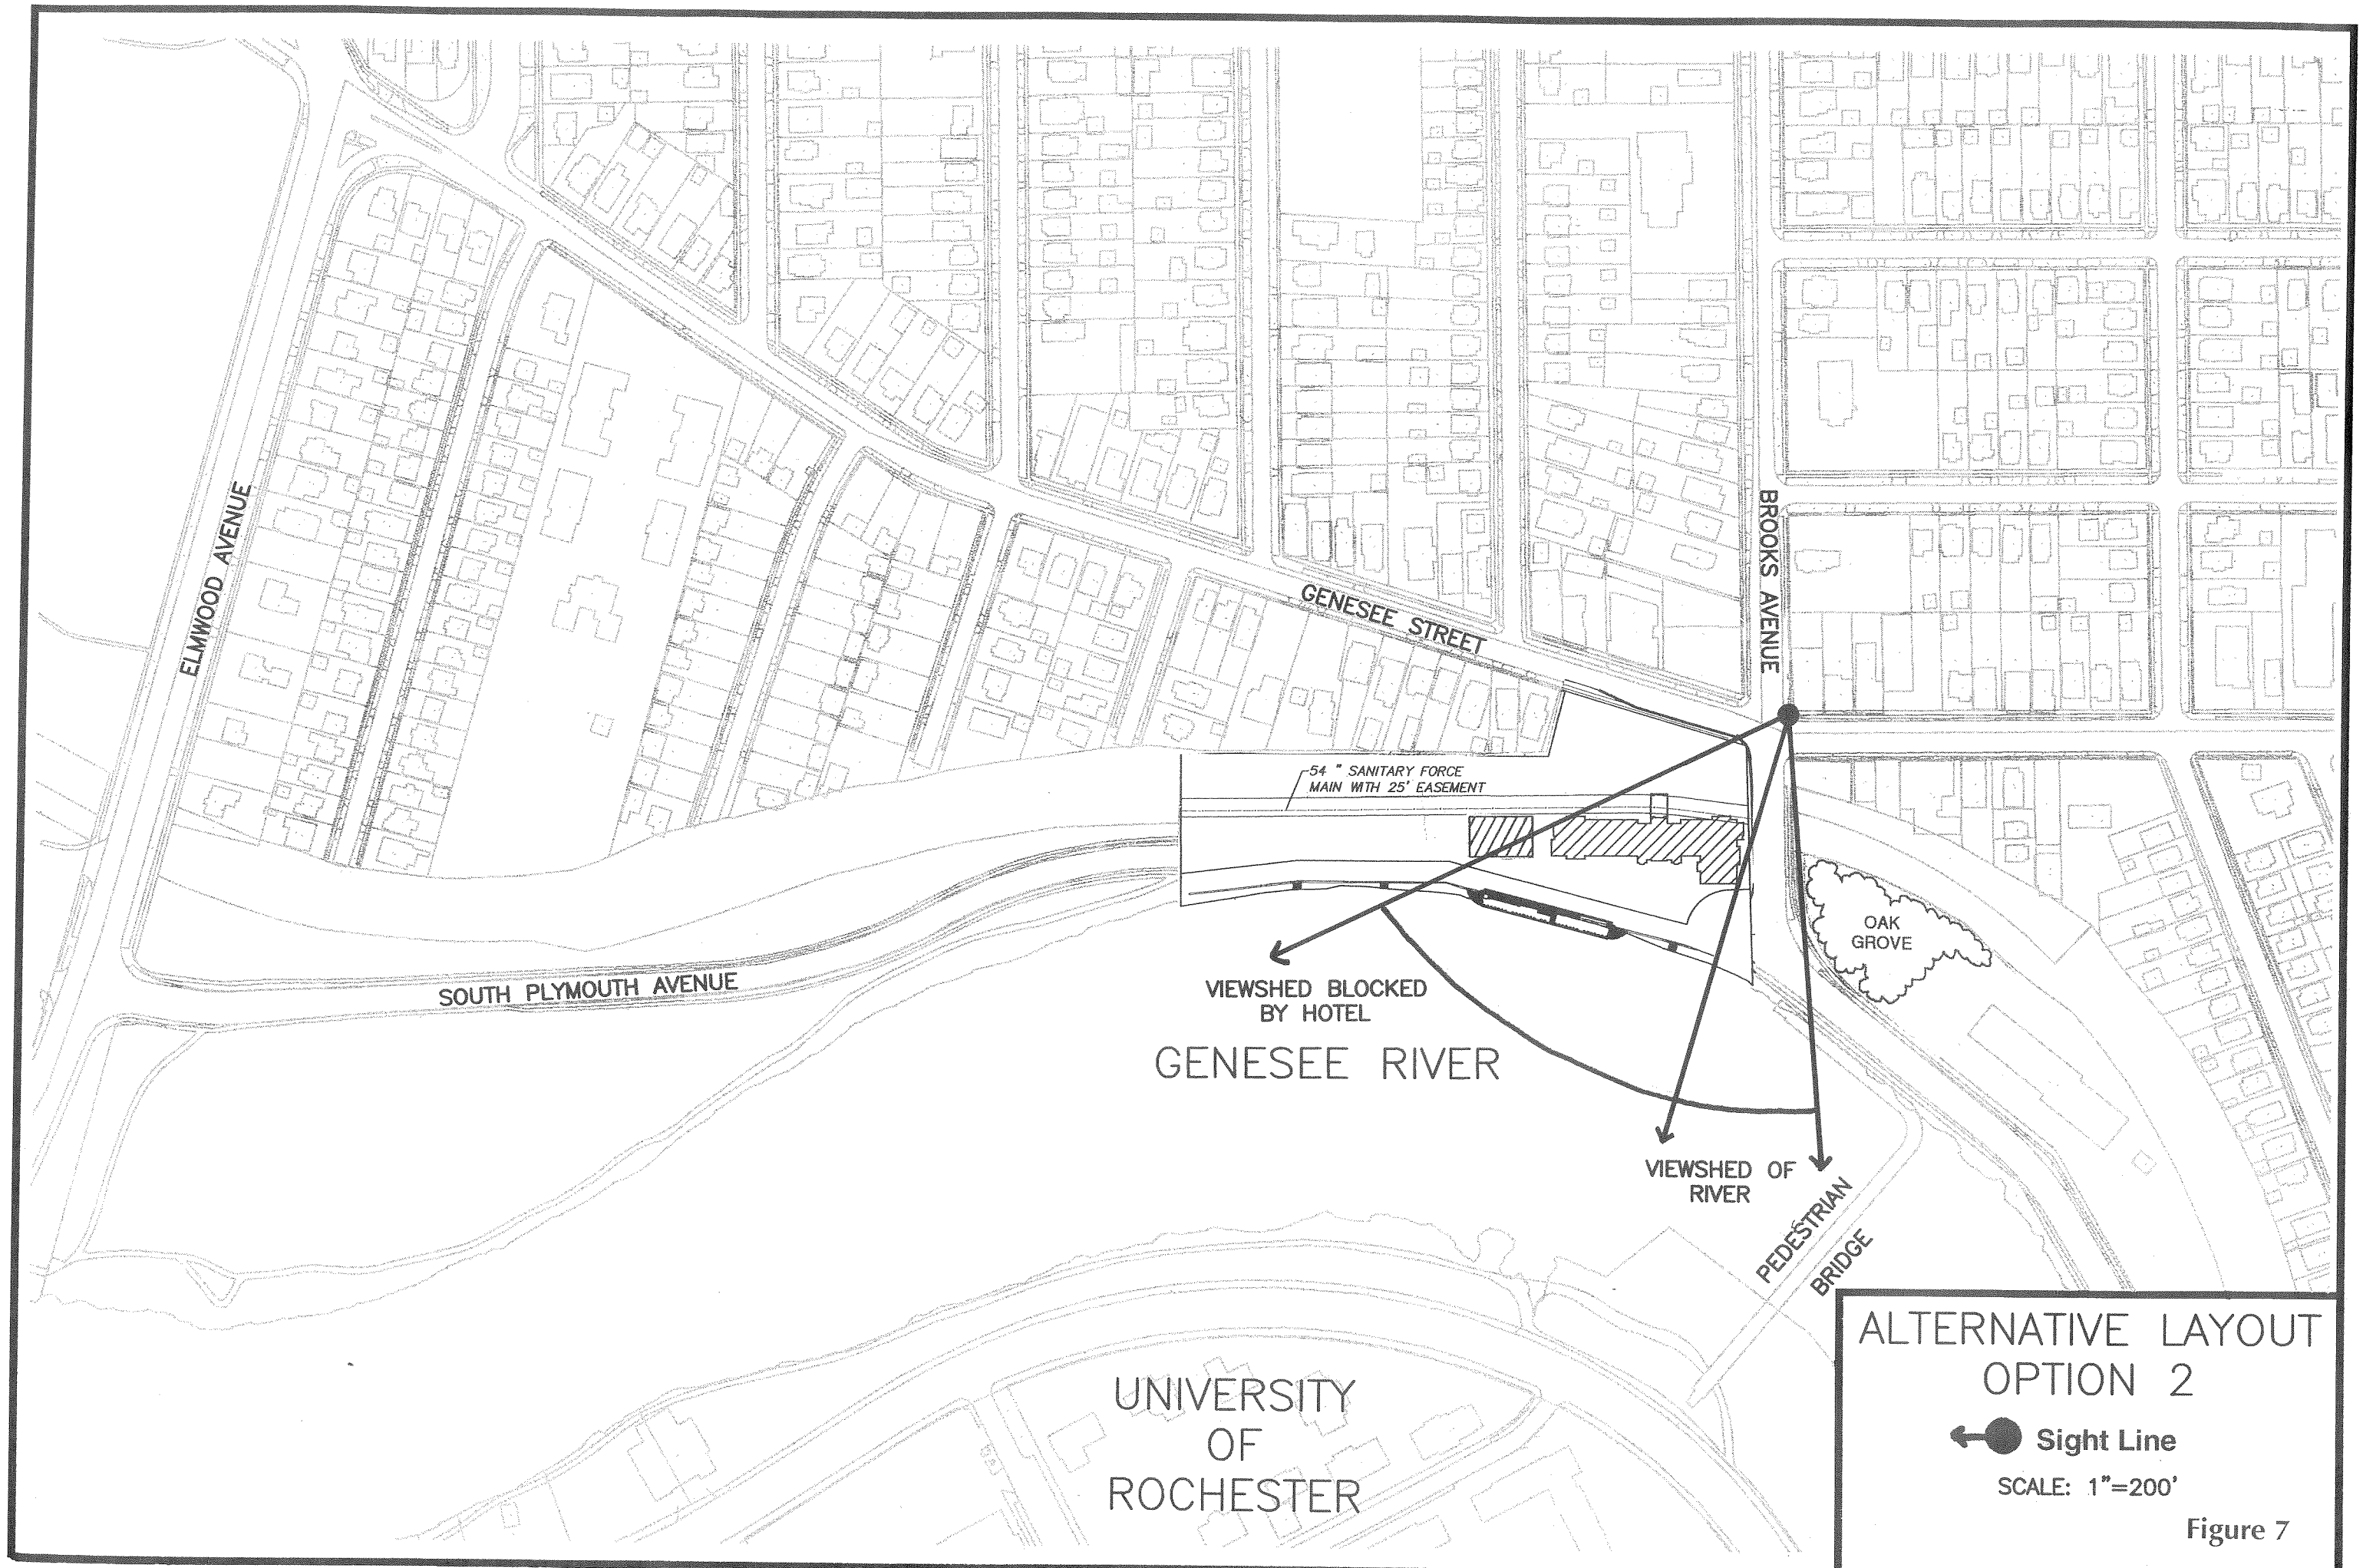 ELMWOOD AVENUE
GENESEE STREET
BROOKS AVENUE
54 " SANITARY FORCE
MAIN WITH 25' EASEMENT
OAK
GROVE
SOUTH PLYMOUTH AVENUE
VIEWSHED BLOCKED
BY HOTEL
GENESEE RIVER
VIEWSHED OF
RIVER
PEDESTRIAN
BRIDGE
UNIVERSITY
OF
ROCHESTER
ALTERNATIVE LAYOUT
OPTION 2
Sight Line
SCALE: 1"=200'
Figure 7